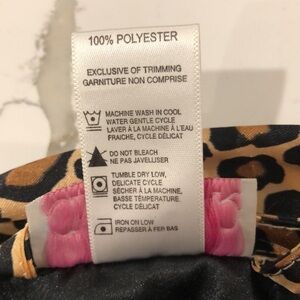 100% POLYESTER
EXCLUSIVE OF TRIMMING
GARNITURE NON COMPRISE
MACHINE WASH IN COOL
WATER GENTLE CYCLE
LAVER À LA MACHINE À L'EAU
FRAICHE, CYCLE DÉLICAT
DO NOT BLEACH
NE PAS JAVELLISER
TUMBLE DRY LOW,
DELICATE CYCLE
SÉCHER À LA MACHINE,
BASSE TÉMPERATURE
CYCLE DÉLICAT
IRON ON LOW
REPASSER À FER BAS